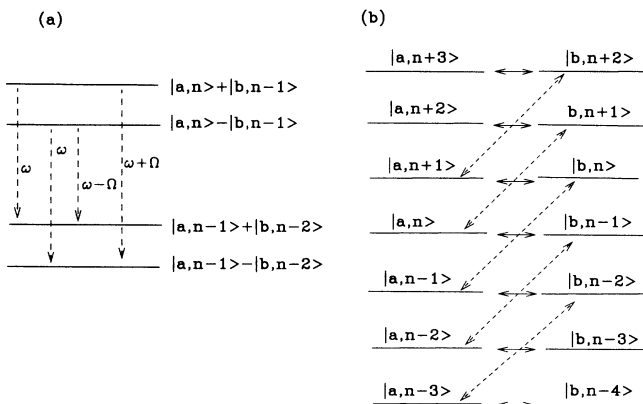 (a)
|a,n>+|b,n−1>
|a,n>−|b,n−1>
ω
ω
ω−Ω
ω+Ω
|a,n−1>+|b,n−2>
|a,n−1>−|b,n−2>
(b)
|a,n+3> |b,n+2>
|a,n+2> b,n+1>
|a,n+1> |b,n>
|a,n> |b,n−1>
|a,n−1> |b,n−2>
|a,n−2> |b,n−3>
|a,n−3> |b,n−4>